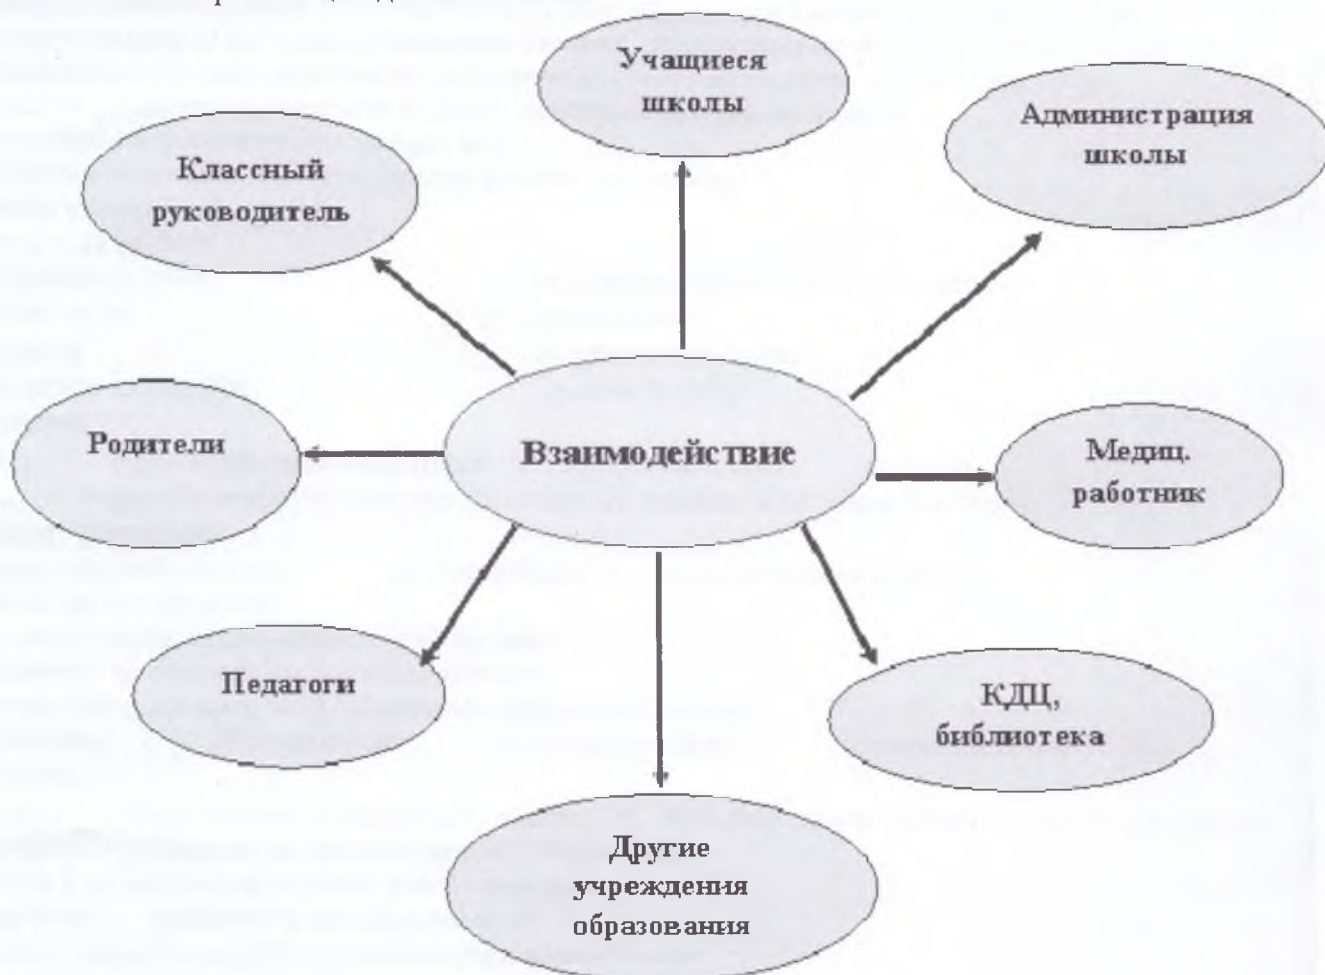 Учащиеся
школы
Администрация
школы
Классный
руководитель
Родители
Взаимодействие
Медиц.
работник
Педагоги
КДЦ,
библиотека
Другие
учреждения
образования